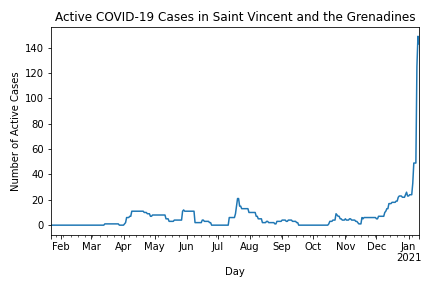 Active COVID-19 Cases in Saint Vincent and the Grenadines
Number of Active Cases
140
120
100
80
60
40
20
0
Feb Mar Apr May Jun Jul Aug Sep Oct Nov Dec Jan
2021
Day